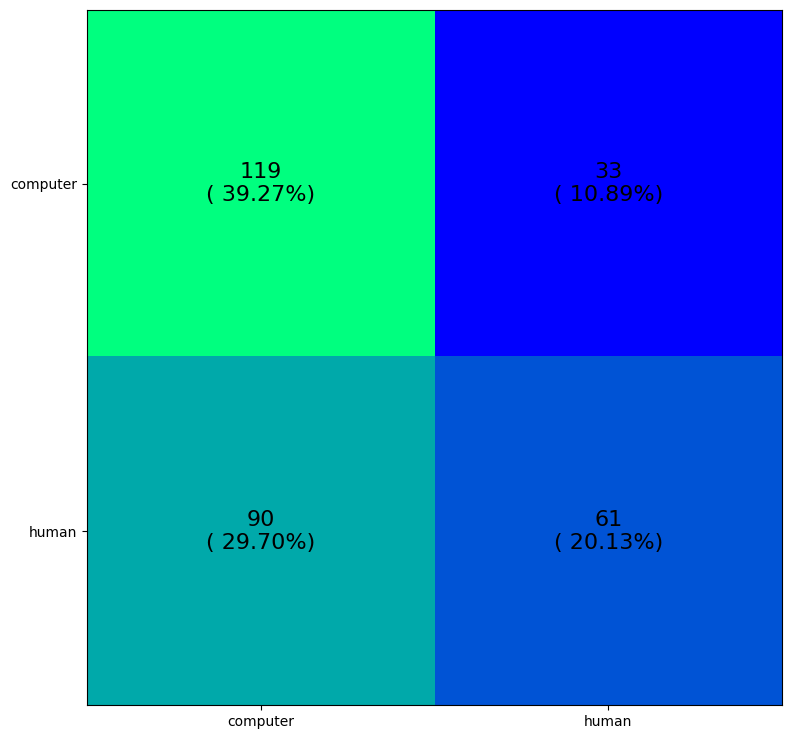 computer
119
( 39.27%)
33
( 10.89%)
human
90
( 29.70%)
61
( 20.13%)
computer
human